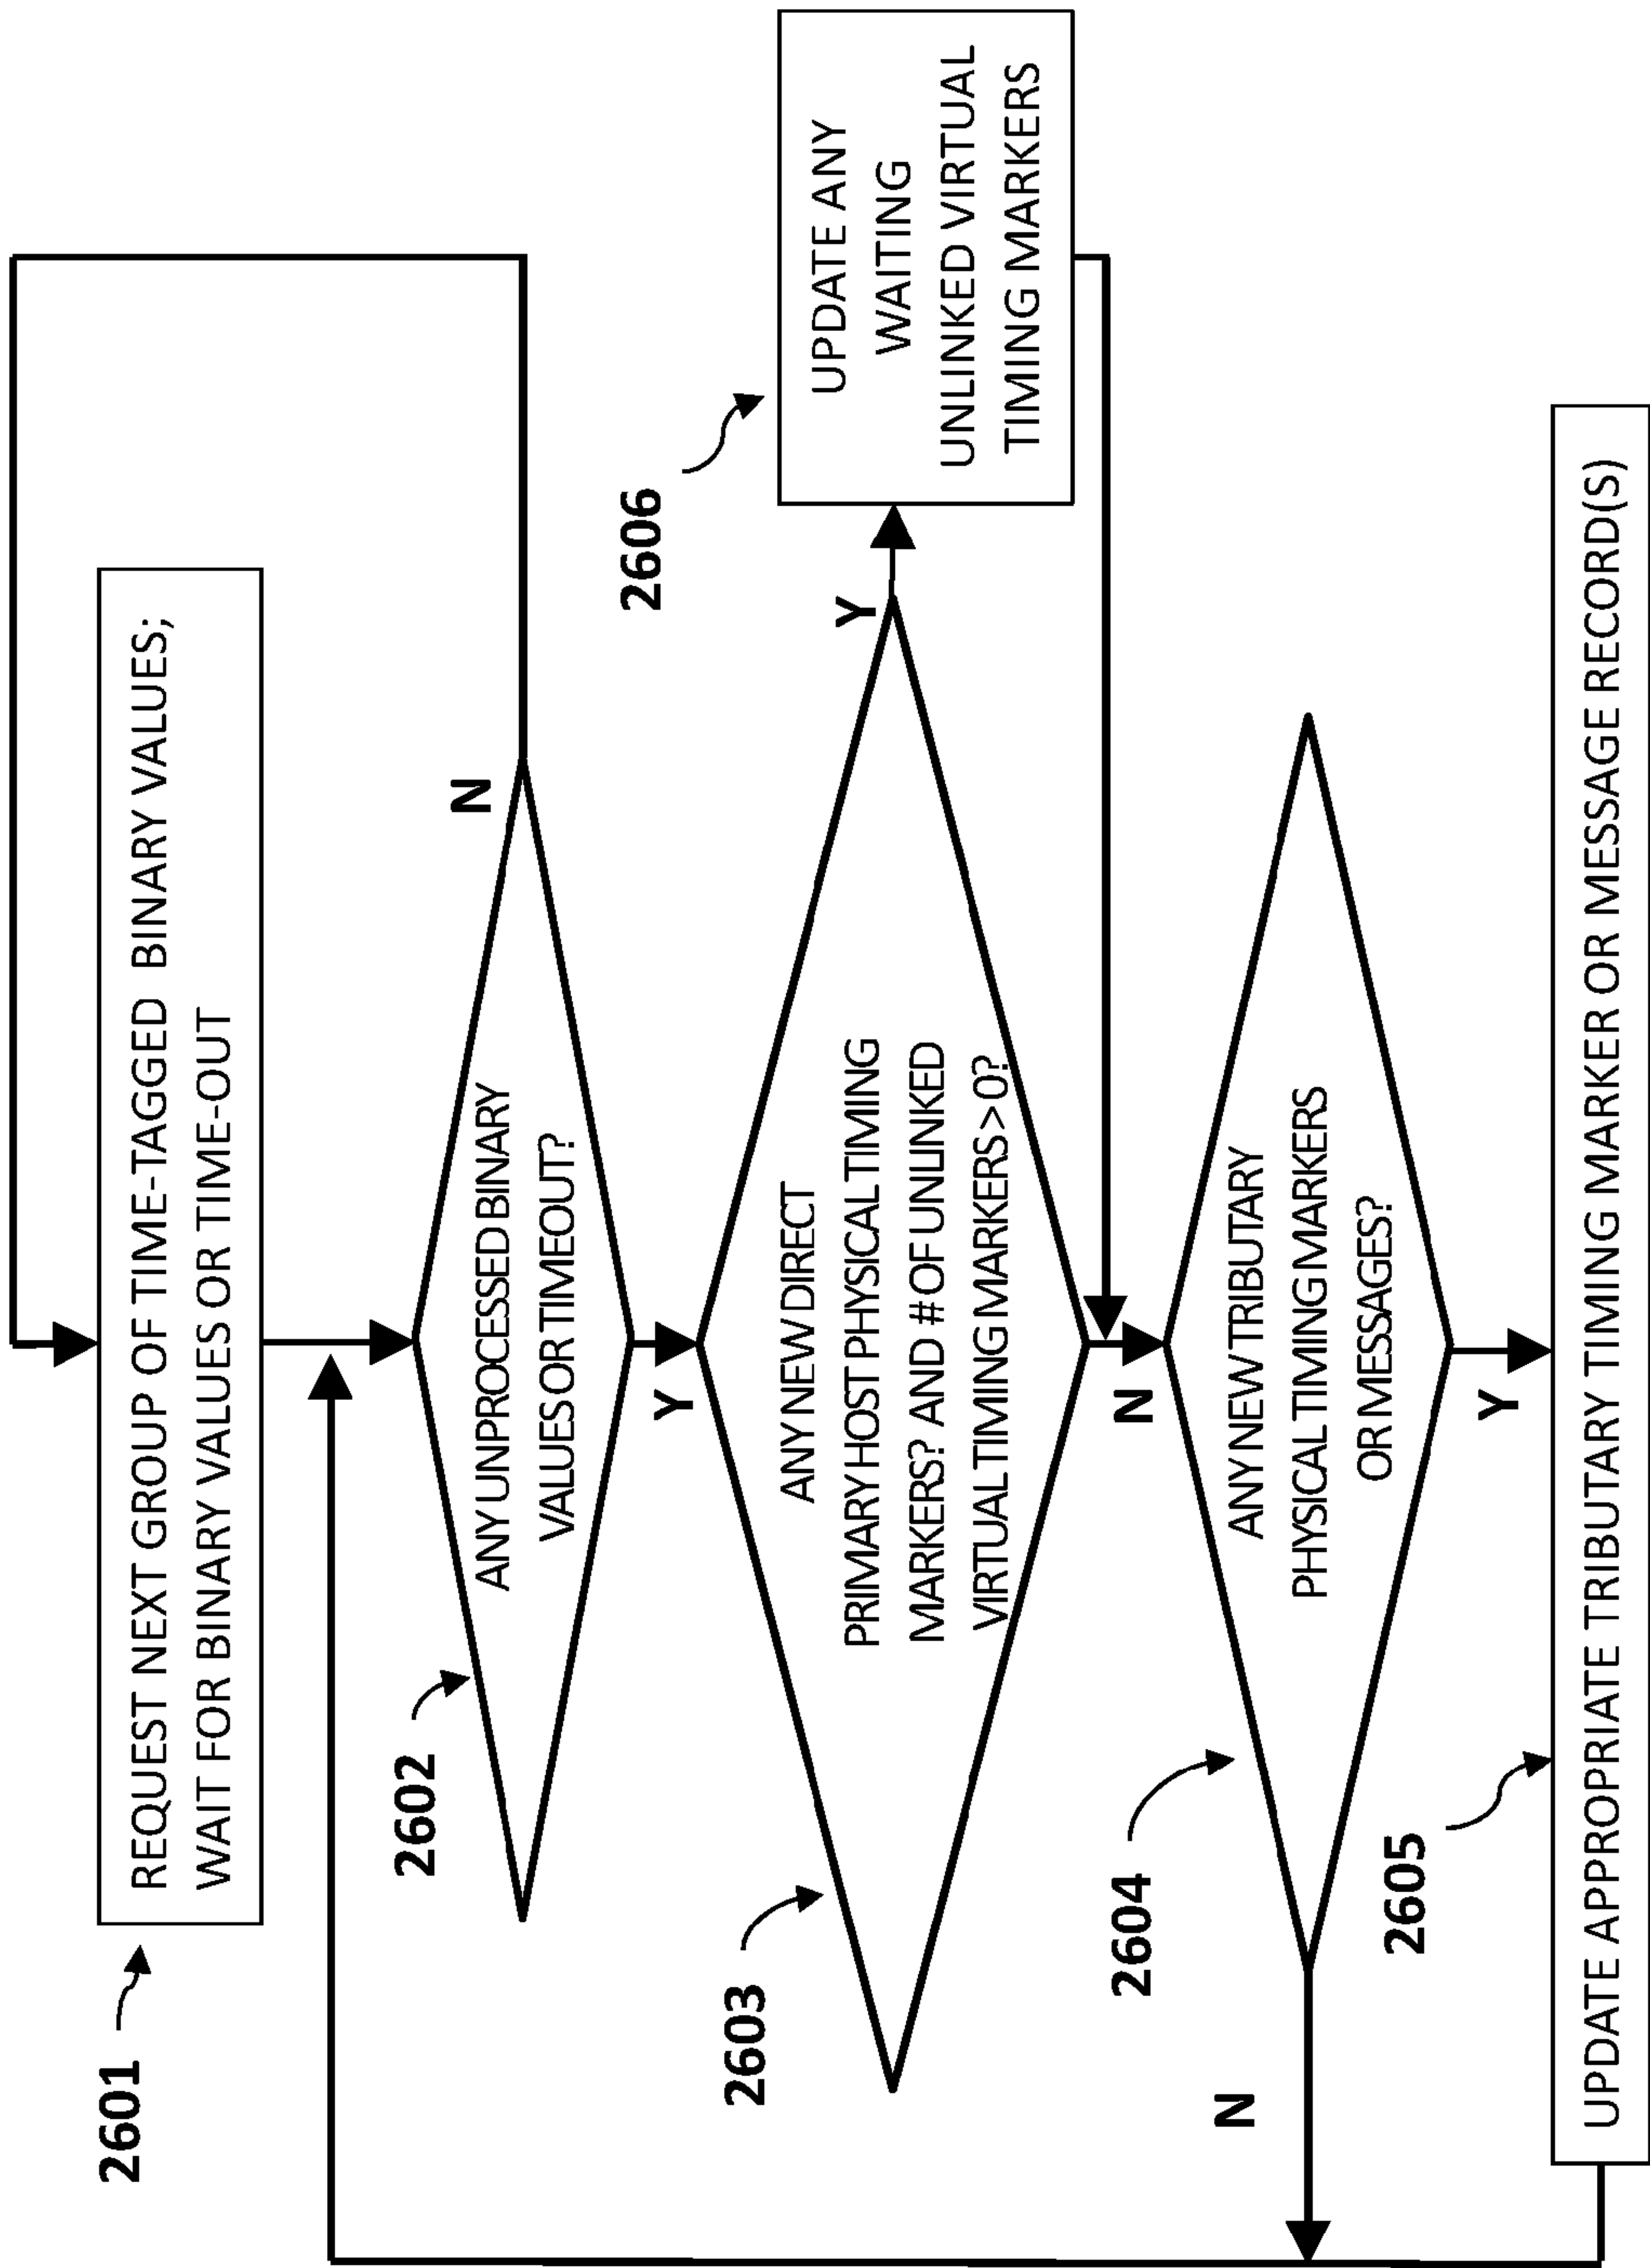 2601
REQUEST NEXT GROUP OF TIME-TAGGED BINARY VALUES;
WAIT FOR BINARY VALUES OR TIME-OUT
2602
ANY UNPROCESSED BINARY
VALUES OR TIMEOUT?
N
Y
2603
ANY NEW DIRECT
PRIMARY HOST PHYSICAL TIMING
MARKERS? AND # OF UNLINKED
VIRTUAL TIMING MARKERS>0?
Y
2606
UPDATE ANY
WAITING
UNLINKED VIRTUAL
TIMING MARKERS
N
2604
ANY NEW TRIBUTARY
PHYSICAL TIMING MARKERS
OR MESSAGES?
N
Y
2605
UPDATE APPROPRIATE TRIBUTARY TIMING MARKER OR MESSAGE RECORD(S)